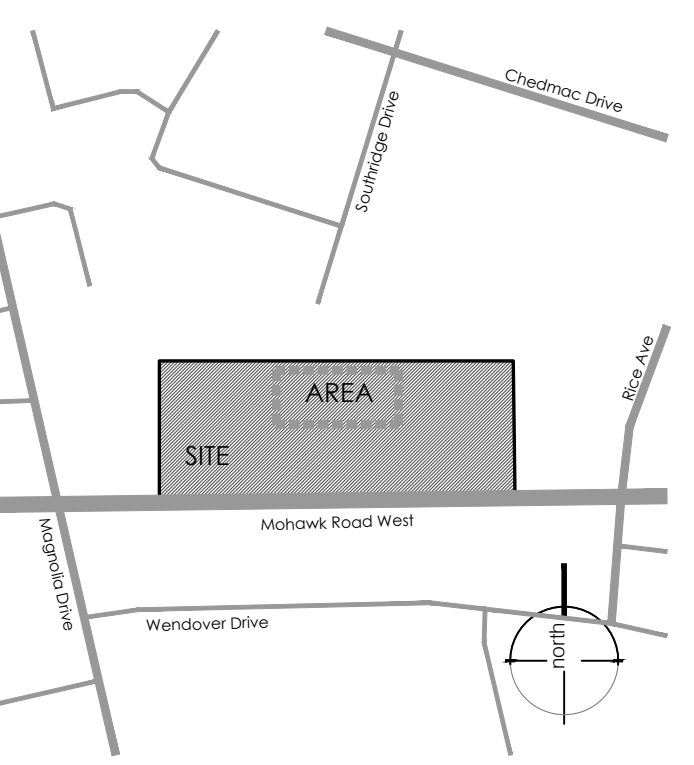 Chedmac Drive
Southridge Drive
Rice Ave
AREA
SITE
Mohawk Road West
Magnolia Drive
Wendover Drive
north